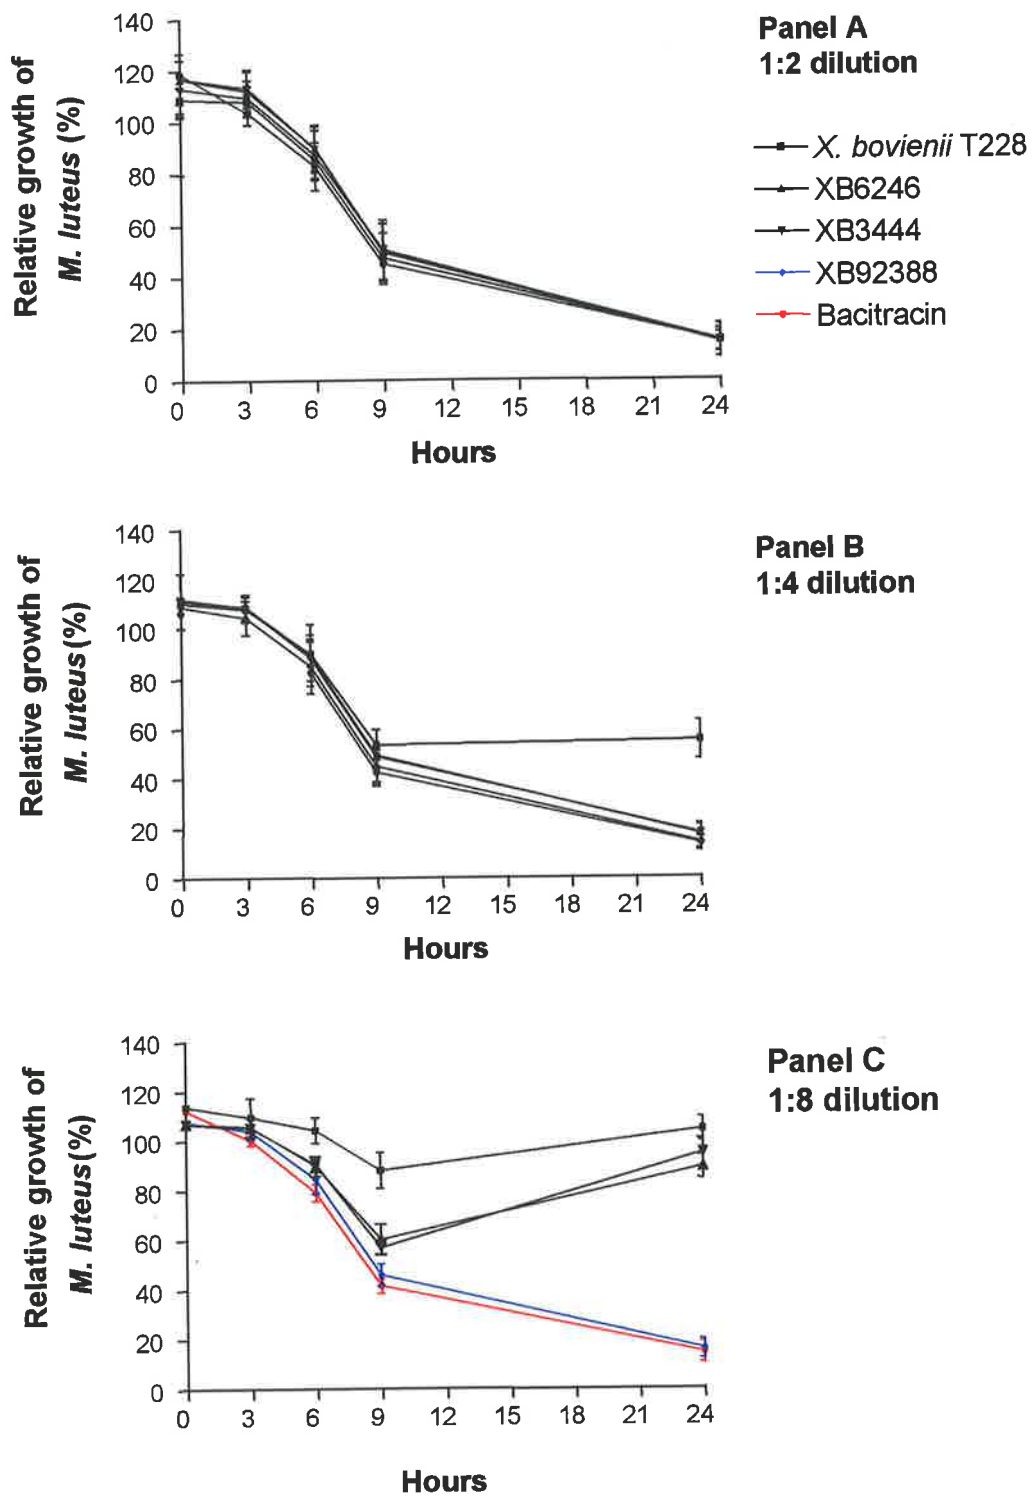 Panel A
1:2 dilution
Relative growth of
M. luteus (%)
140
120
100
80
60
40
20
0
0 3 6 9 12 15 18 21 24
Hours
X. bovienii T228
XB6246
XB3444
XB92388
Bacitracin
Panel B
1:4 dilution
Relative growth of
M. luteus (%)
140
120
100
80
60
40
20
0
0 3 6 9 12 15 18 21 24
Hours
Panel C
1:8 dilution
Relative growth of
M. luteus (%)
140
120
100
80
60
40
20
0
0 3 6 9 12 15 18 21 24
Hours